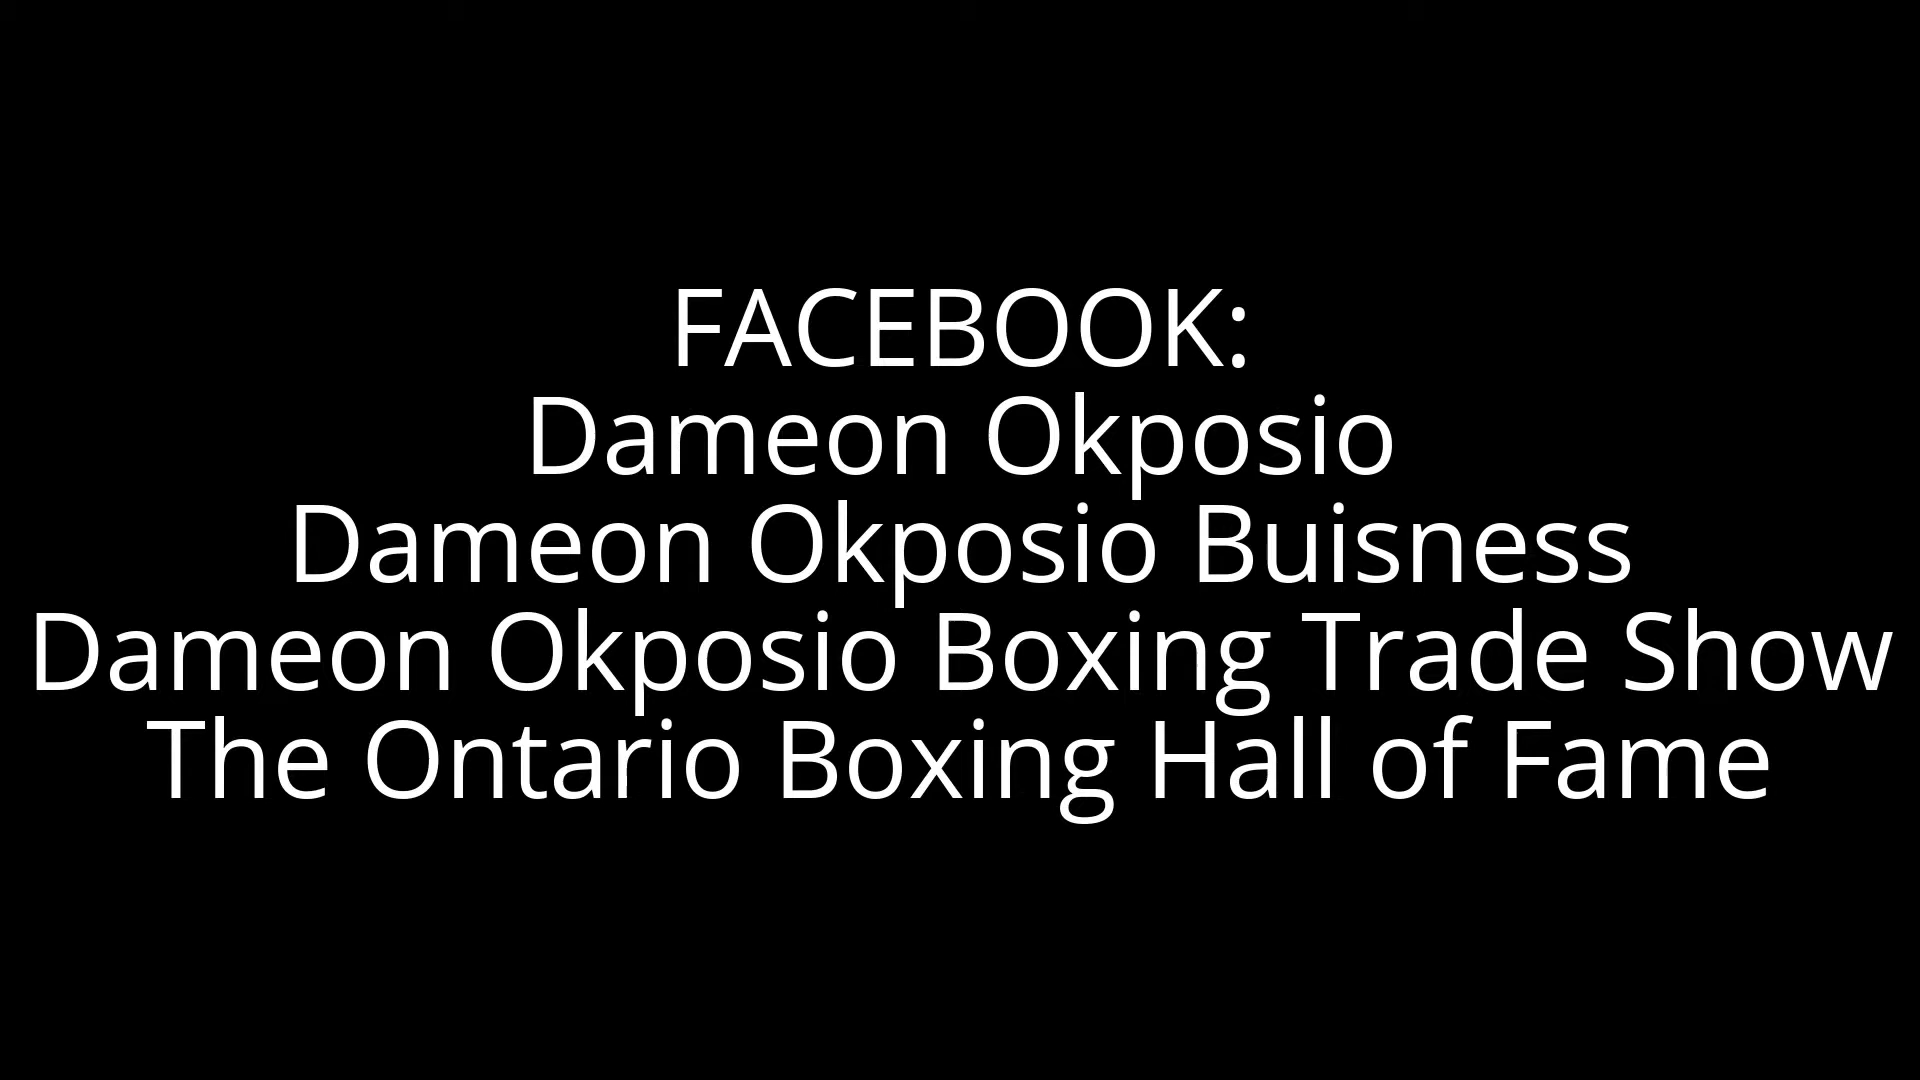 FACEBOOK:
Dameon Okposio
Dameon Okposio Buisness
Dameon Okposio Boxing Trade Show
The Ontario Boxing Hall of Fame